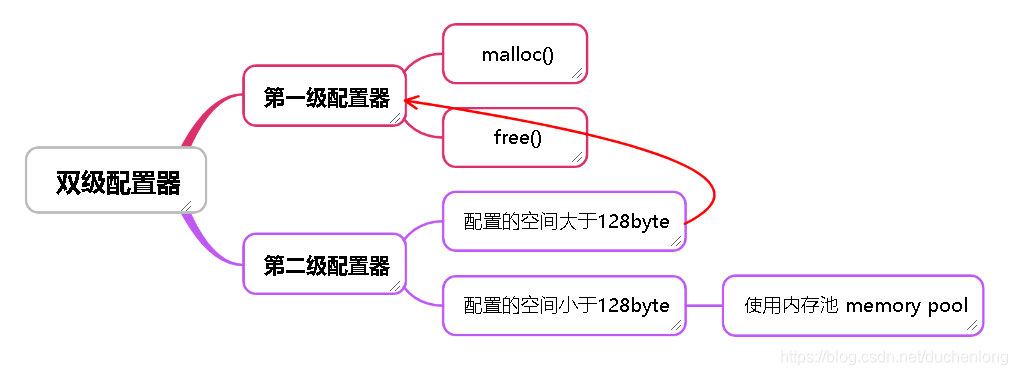 双级配置器
第一级配置器
malloc()
free()
第二级配置器
配置的空间大于128byte
配置的空间小于128byte
使用内存池 memory pool
https://blog.csdn.net/duchenlong